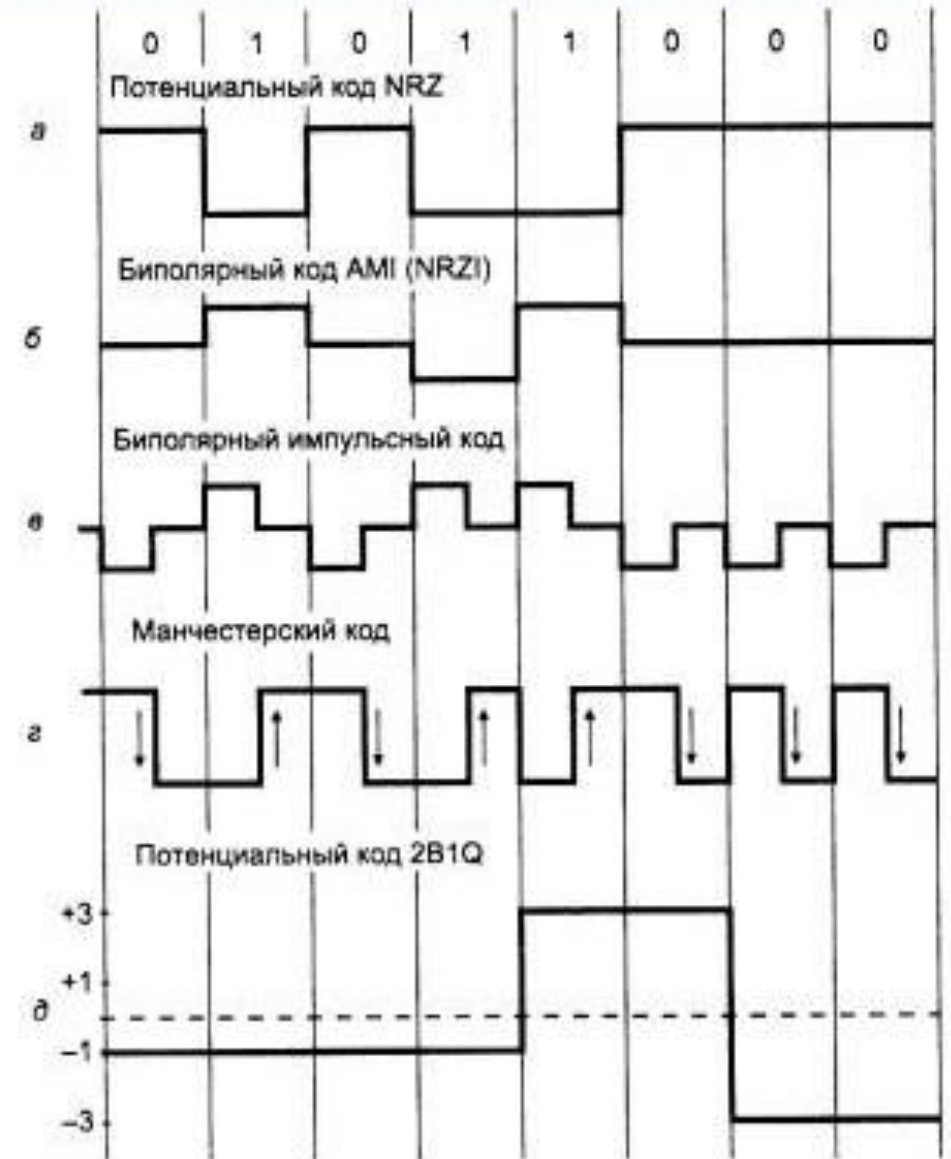 0 1 0 1 1 0 0 0
Потенциальный код NRZ
а
Биполярный код AMI (NRZI)
б
Биполярный импульсный код
в
Манчестерский код
г
Потенциальный код 2B1Q
+3
+1
д
–1
–3